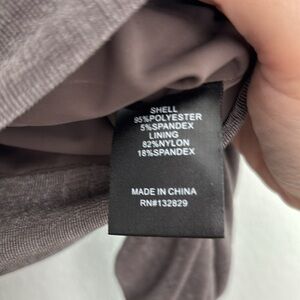 SHELL
95%POLYESTER
5%SPANDEX
LINING
82%NYLON
18%SPANDEX
MADE IN CHINA
RN#132829